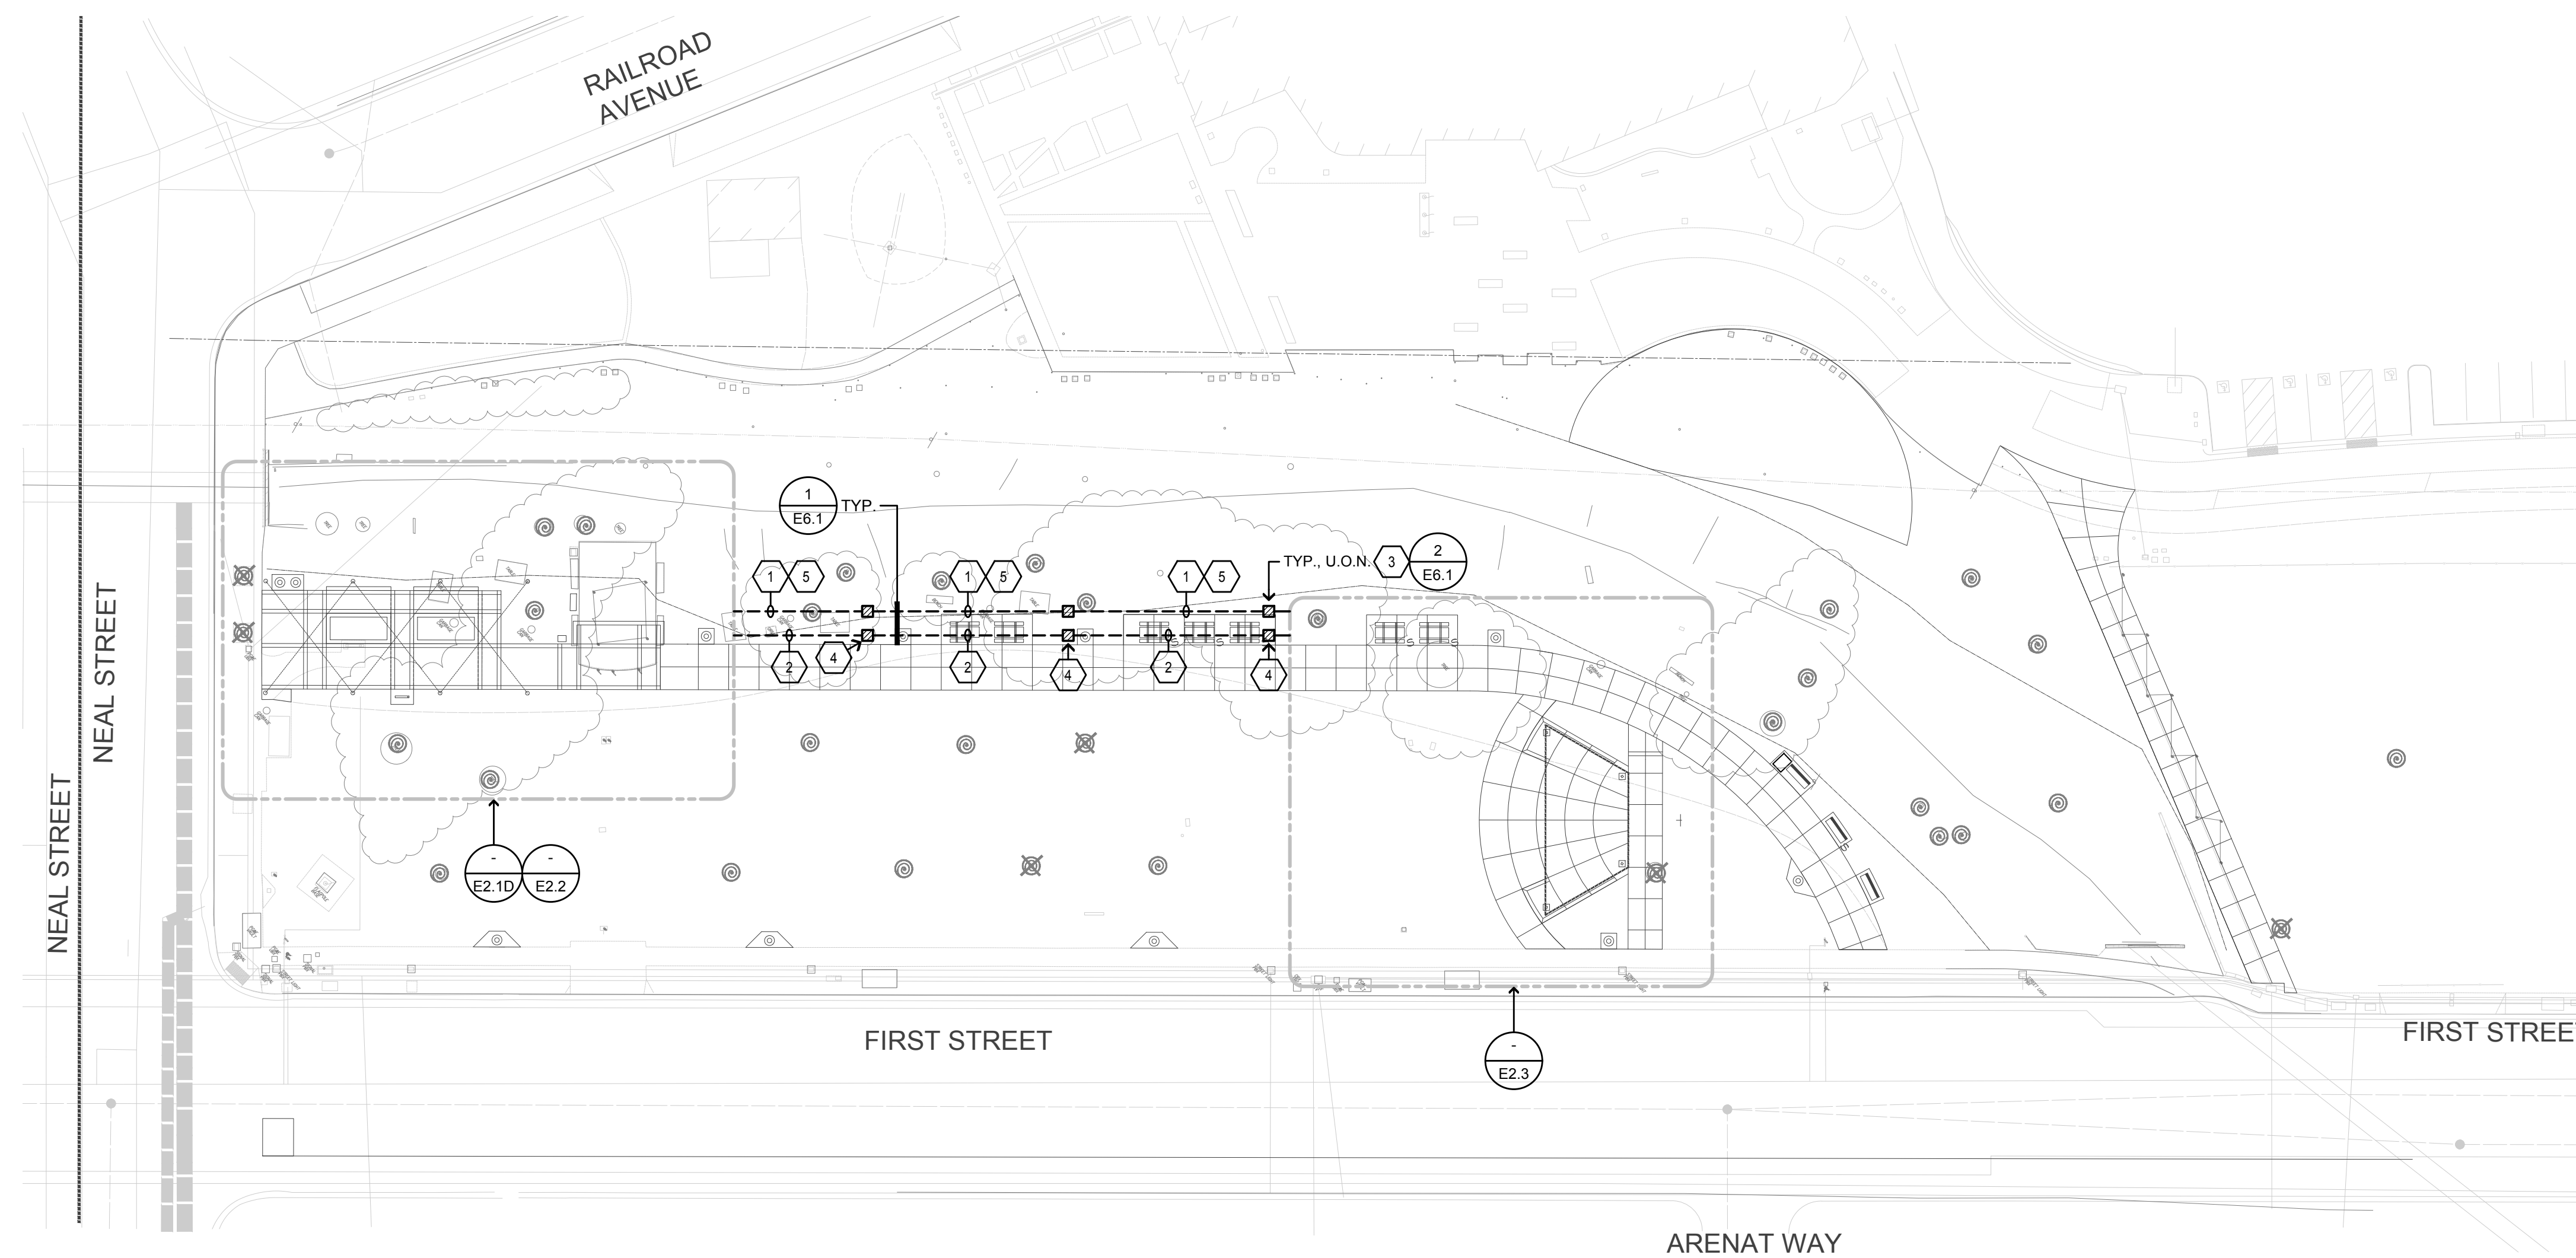 RAILROAD
AVENUE
1
E6.1
TYP.
1
5
1
5
1
5
TYP., U.O.N.
3
2
E6.1
2
4
2
4
2
4
NEAL STREET
NEAL STREET
-
E2.1D
-
E2.2
FIRST STREET
-
E2.3
FIRST STREE
ARENAT WAY